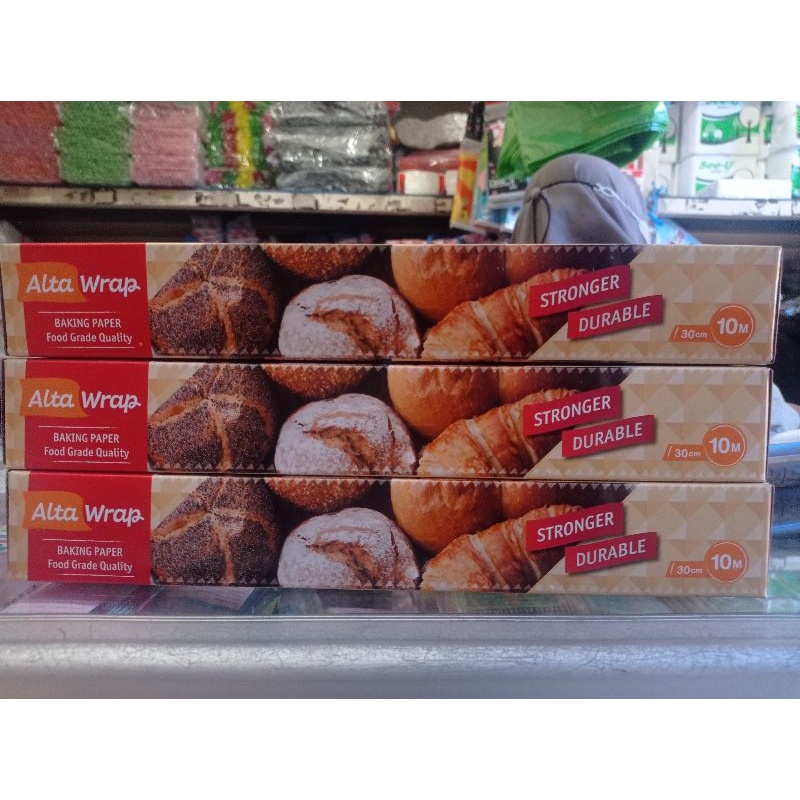 See-U
Alta Wrap
BAKING PAPER
Food Grade Quality
STRONGER
DURABLE
30cm
10M
Alta Wrap
BAKING PAPER
Food Grade Quality
STRONGER
DURABLE
30cm
10M
Alta Wrap
BAKING PAPER
Food Grade Quality
STRONGER
DURABLE
30cm
10M